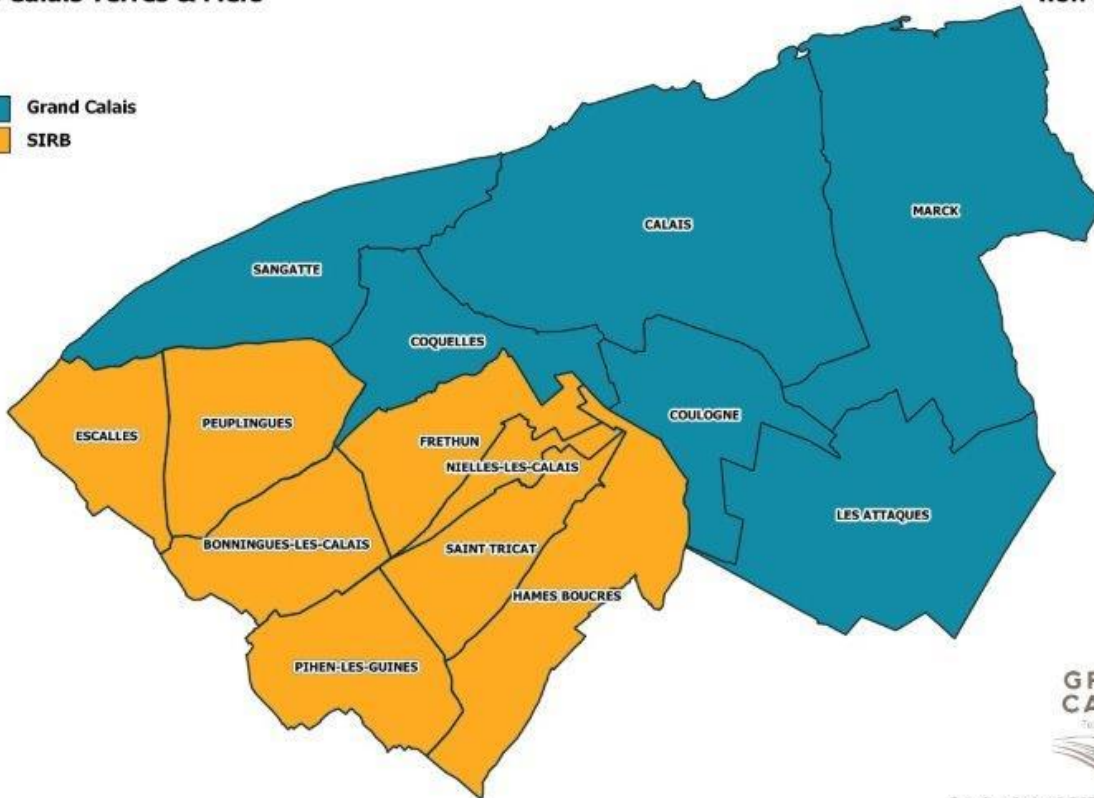 Grand Calais
SIRB
MARCK
CALAIS
SANGATTE
COQUELLES
COULOGNE
PEUPLINGUES
ESCALLES
FRETHUN
NIELLES-LES-CALAIS
LES ATTAQUES
BONNINGUES-LES-CALAIS
SAINT TRICAT
HAMES BOUCRES
PIHEN-LES-GUINES